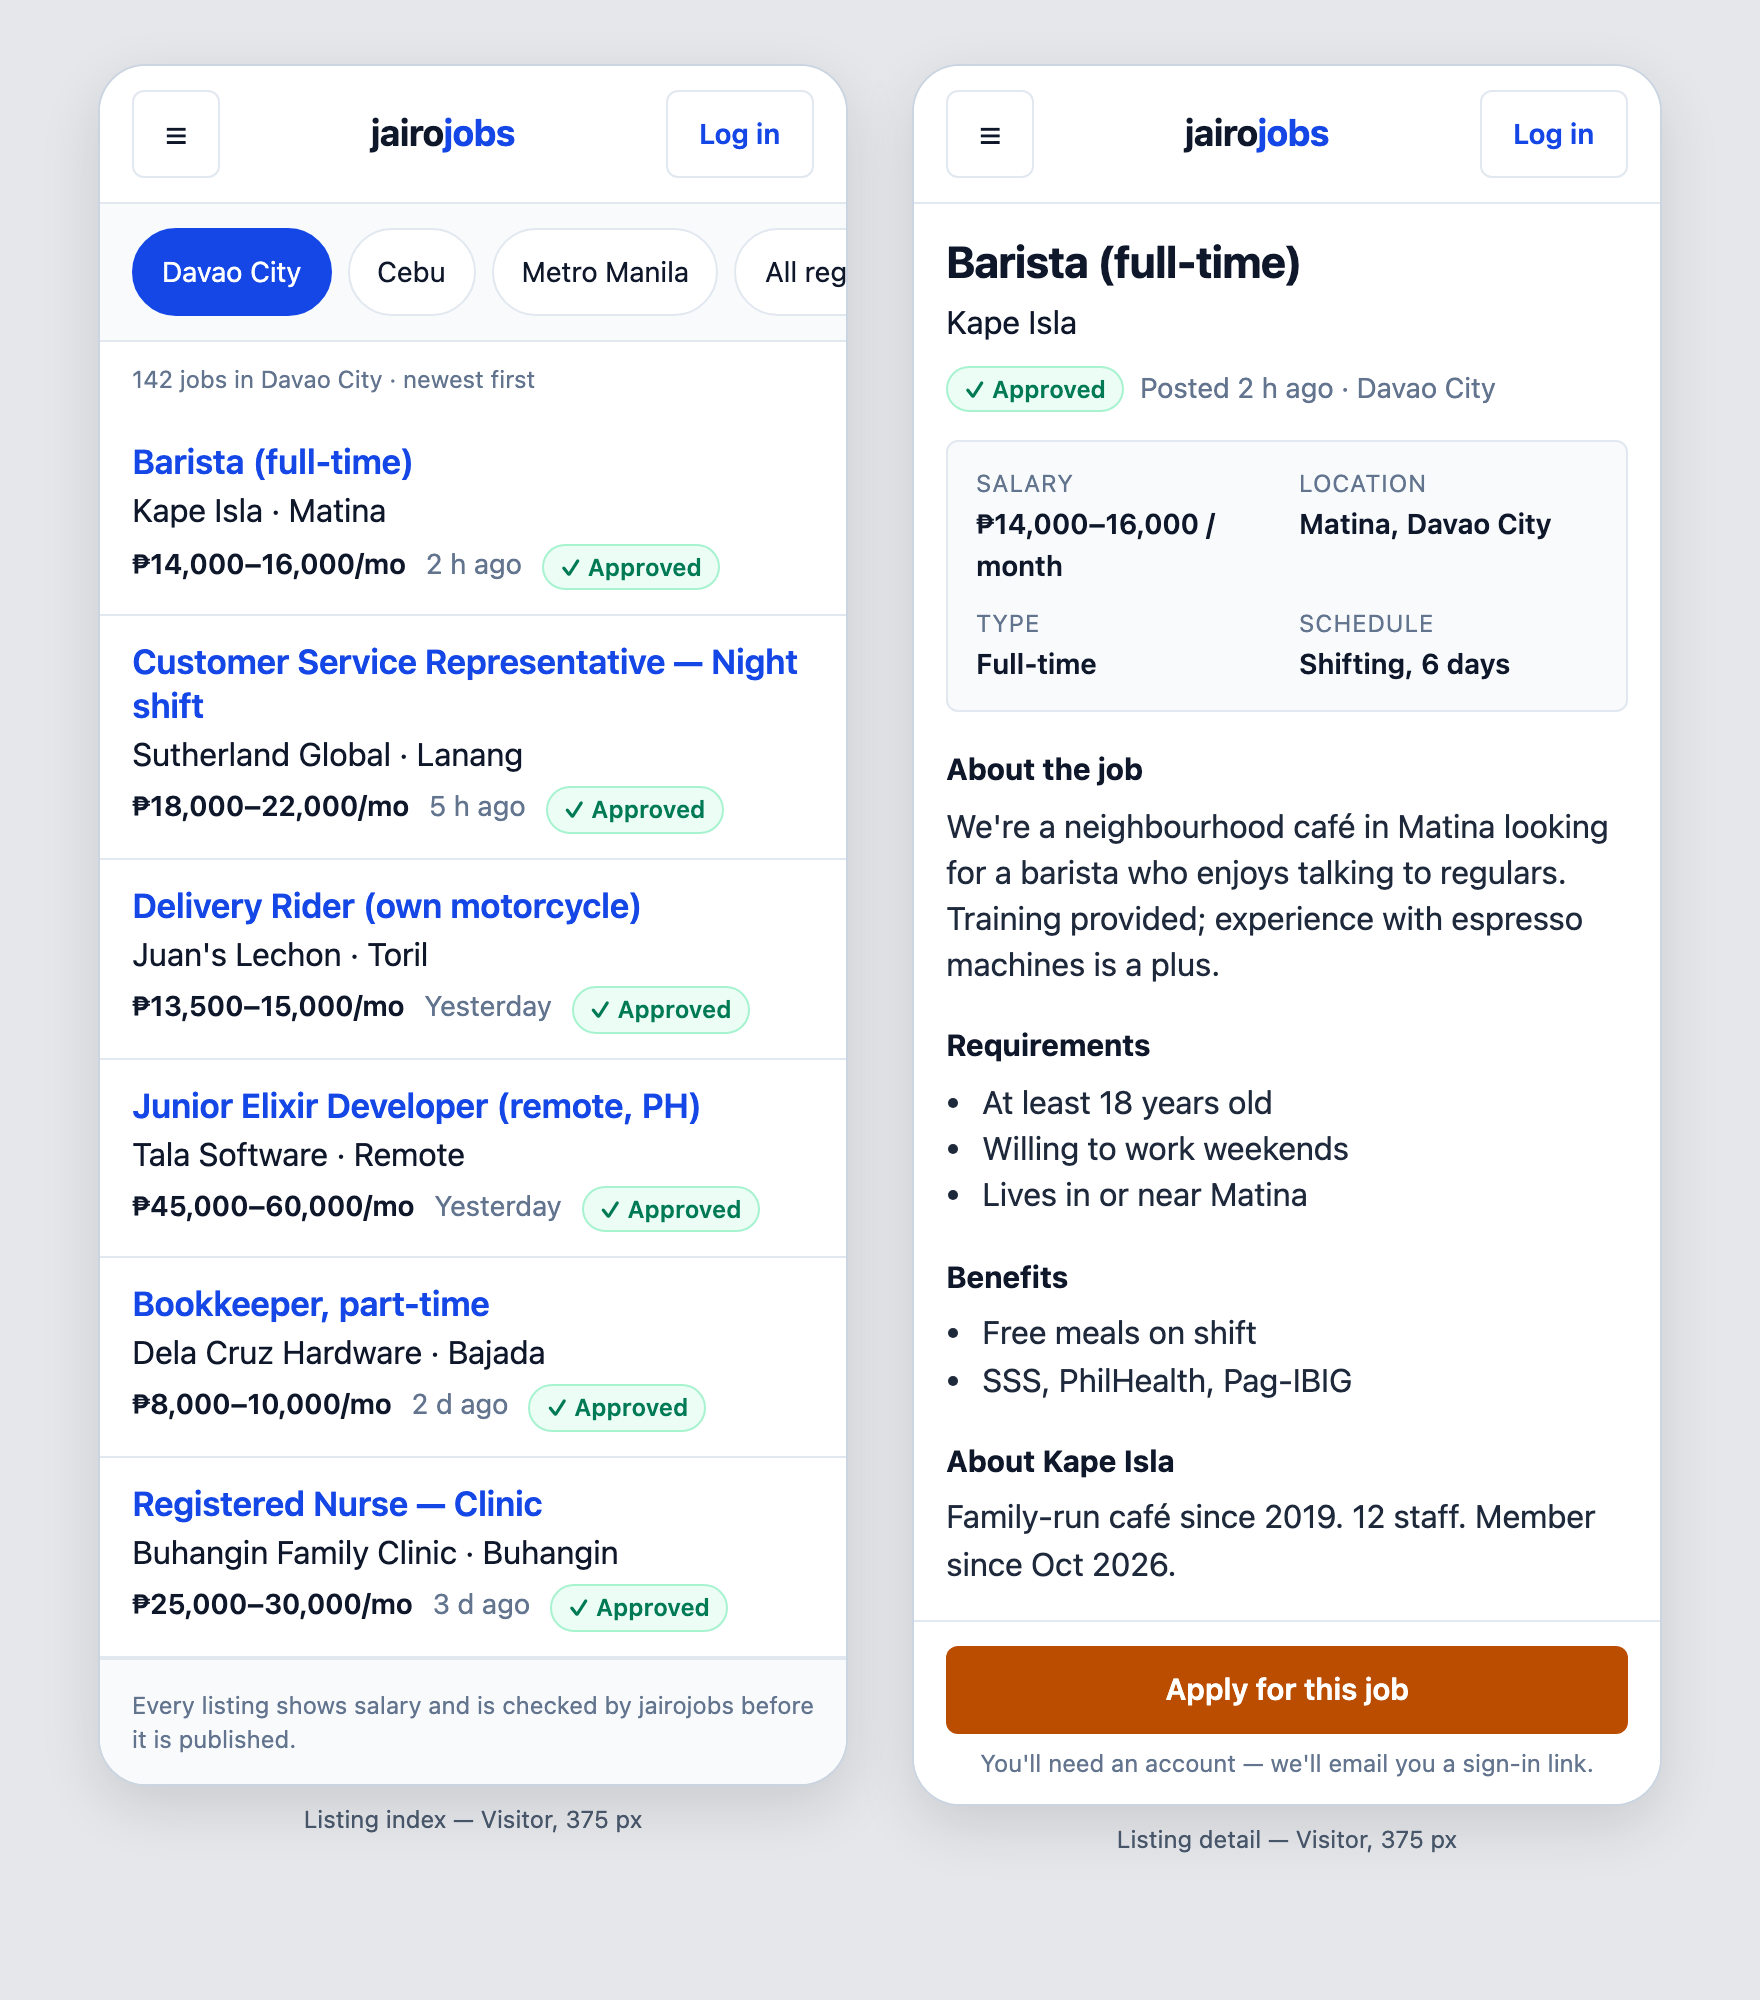 ≡
jairojobs
Log in
Davao City
Cebu
Metro Manila
All reg
142 jobs in Davao City · newest first
Barista (full-time)
Kape Isla · Matina
₱14,000–16,000/mo 2 h ago ✓ Approved
Customer Service Representative — Night
shift
Sutherland Global · Lanang
₱18,000–22,000/mo 5 h ago ✓ Approved
Delivery Rider (own motorcycle)
Juan's Lechon · Toril
₱13,500–15,000/mo Yesterday ✓ Approved
Junior Elixir Developer (remote, PH)
Tala Software · Remote
₱45,000–60,000/mo Yesterday ✓ Approved
Bookkeeper, part-time
Dela Cruz Hardware · Bajada
₱8,000–10,000/mo 2 d ago ✓ Approved
Registered Nurse — Clinic
Buhangin Family Clinic · Buhangin
₱25,000–30,000/mo 3 d ago ✓ Approved
Every listing shows salary and is checked by jairojobs before
it is published.
Listing index — Visitor, 375 px
≡
jairojobs
Log in
Barista (full-time)
Kape Isla
✓ Approved Posted 2 h ago · Davao City
SALARY
₱14,000–16,000 /
month
LOCATION
Matina, Davao City
TYPE
Full-time
SCHEDULE
Shifting, 6 days
About the job
We're a neighbourhood café in Matina looking
for a barista who enjoys talking to regulars.
Training provided; experience with espresso
machines is a plus.
Requirements
• At least 18 years old
• Willing to work weekends
• Lives in or near Matina
Benefits
• Free meals on shift
• SSS, PhilHealth, Pag-IBIG
About Kape Isla
Family-run café since 2019. 12 staff. Member
since Oct 2026.
Apply for this job
You'll need an account — we'll email you a sign-in link.
Listing detail — Visitor, 375 px